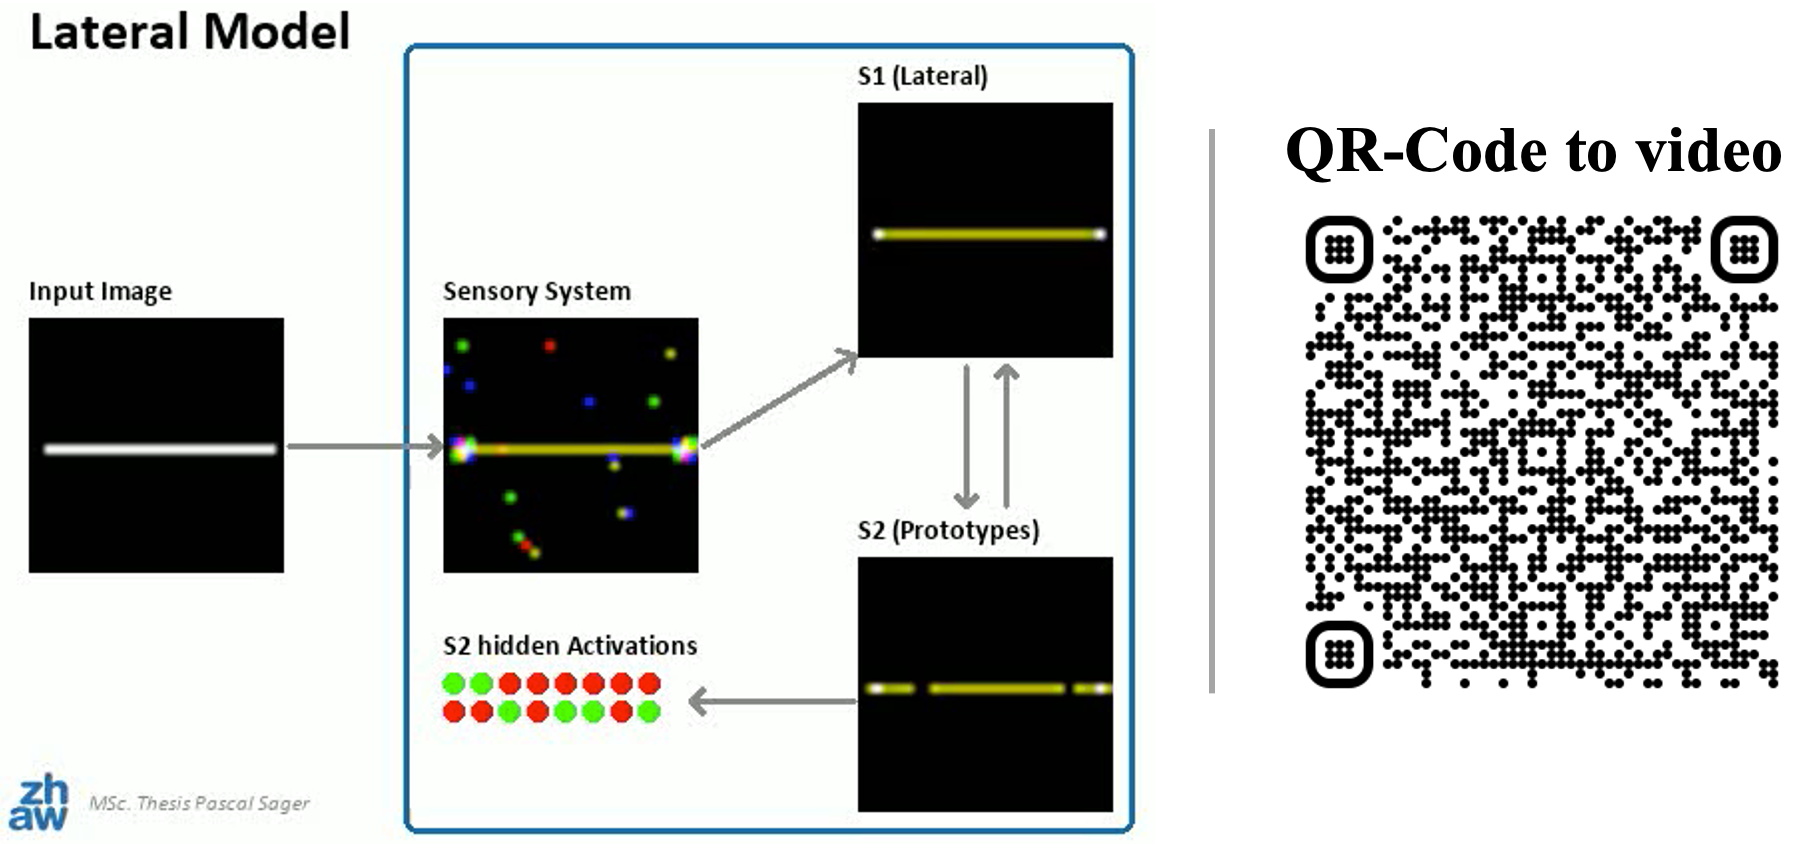 Lateral Model
S1 (Lateral)
QR-Code to video
Input Image
Sensory System
S2 (Prototypes)
S2 hidden Activations
zh
aw
MSc. Thesis Pascal Sager